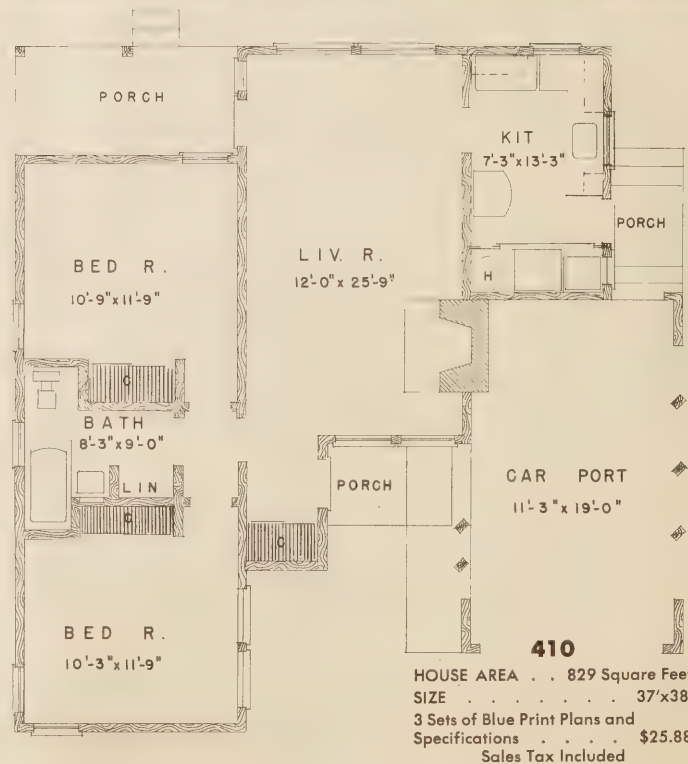 PORCH
KIT
7'-3"x13'-3"
PORCH
BED R.
10'-9"x11'-9"
LIV. R.
12'-0" x 25'-9"
H
C
BATH
8'-3"x9'-0"
LIN
C
PORCH
C
CAR PORT
11'-3" x 19'-0"
BED R.
10'-3"x11'-9"
410
HOUSE AREA . . 829 Square Fee
SIZE . . . . . . . 37'x38
3 Sets of Blue Print Plans and
Specifications . . . . $25.88
Sales Tax Included